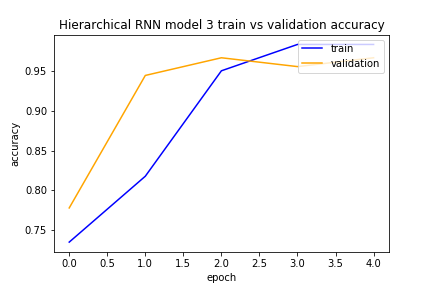 Hierarchical RNN model 3 train vs validation accuracy
train
validation
0.95
0.90
0.85
0.80
0.75
accuracy
0.0 0.5 1.0 1.5 2.0 2.5 3.0 3.5 4.0
epoch